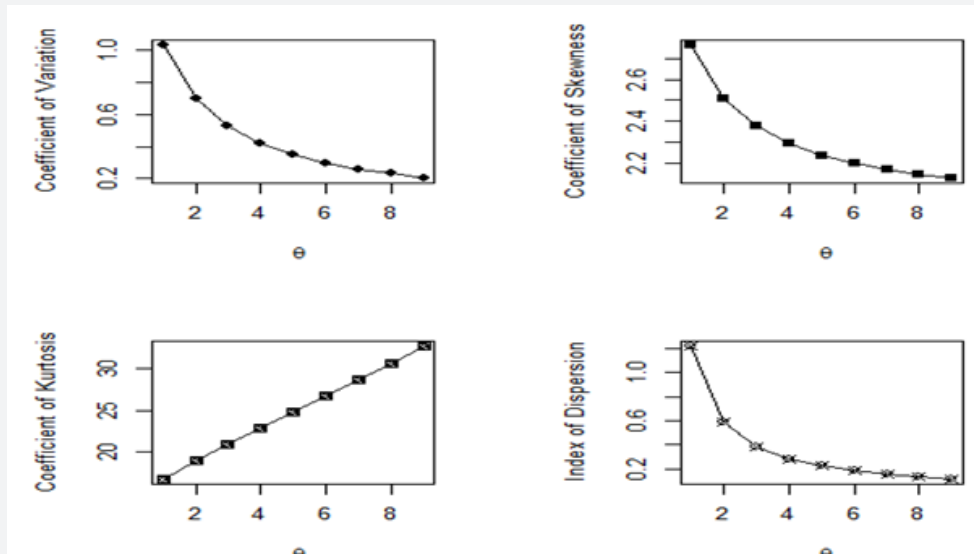 Coefficient of Variation
1.0
0.6
0.2
2 4 6 8
θ
Coefficient of Skewness
2.6
2.4
2.2
2 4 6 8
θ
Coefficient of Kurtosis
30
25
20
2 4 6 8
Index of Dispersion
1.0
0.6
0.2
2 4 6 8